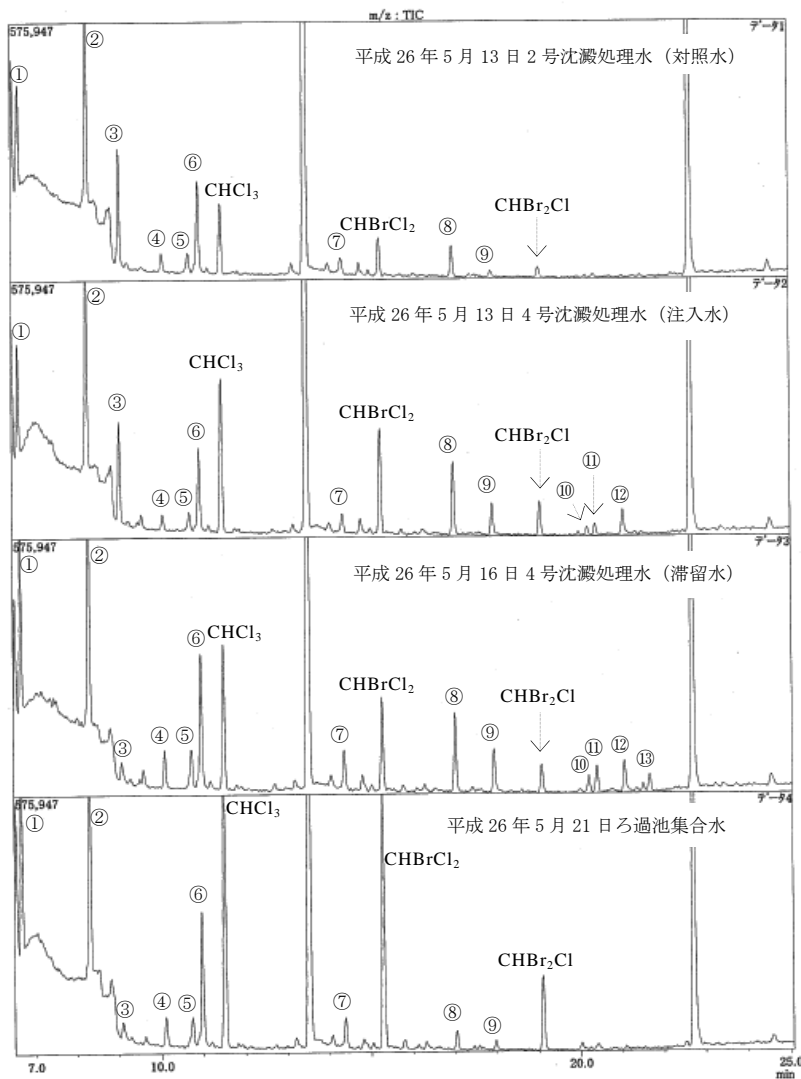 m/z : TIC
575,947
データ1
平成 26 年 5 月 13 日 2 号沈澱処理水（対照水）
①
②
③
④
⑤
⑥
CHCl₃
⑦
CHBrCl₂
⑧
⑨
CHBr₂Cl
575,947
データ2
平成 26 年 5 月 13 日 4 号沈澱処理水（注入水）
①
②
③
④
⑤
⑥
CHCl₃
⑦
CHBrCl₂
⑧
⑨
CHBr₂Cl
⑩
⑪
⑫
575,947
データ3
平成 26 年 5 月 16 日 4 号沈澱処理水（滞留水）
①
②
③
④
⑤
⑥
CHCl₃
⑦
CHBrCl₂
⑧
⑨
CHBr₂Cl
⑩
⑪
⑫
⑬
575,947
データ4
平成 26 年 5 月 21 日ろ過池集合水
①
②
③
④
⑤
⑥
CHCl₃
⑦
CHBrCl₂
⑧
⑨
CHBr₂Cl
7.0 10.0 20.0 25.0
min